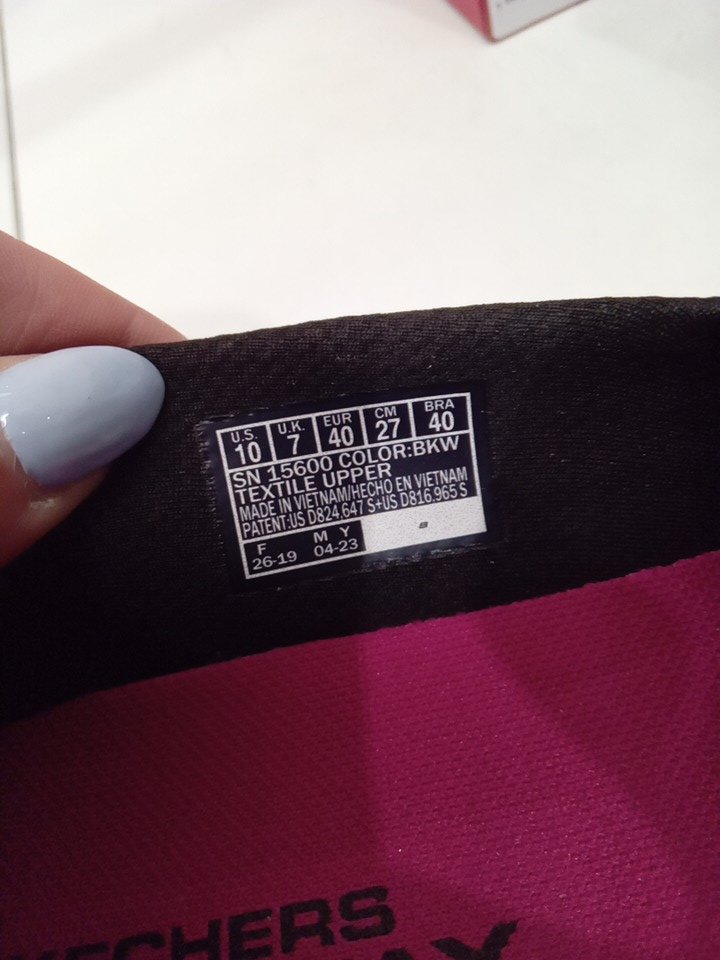 U.S. U.K. EUR CM BRA
10 7 40 27 40
SN 15600 COLOR:BKW
TEXTILE UPPER
MADE IN VIETNAM/HECHO EN VIETNAM
PATENT:US D824,647 S+US D816,965 S
F M Y
26-19 04-23
SKECHERS